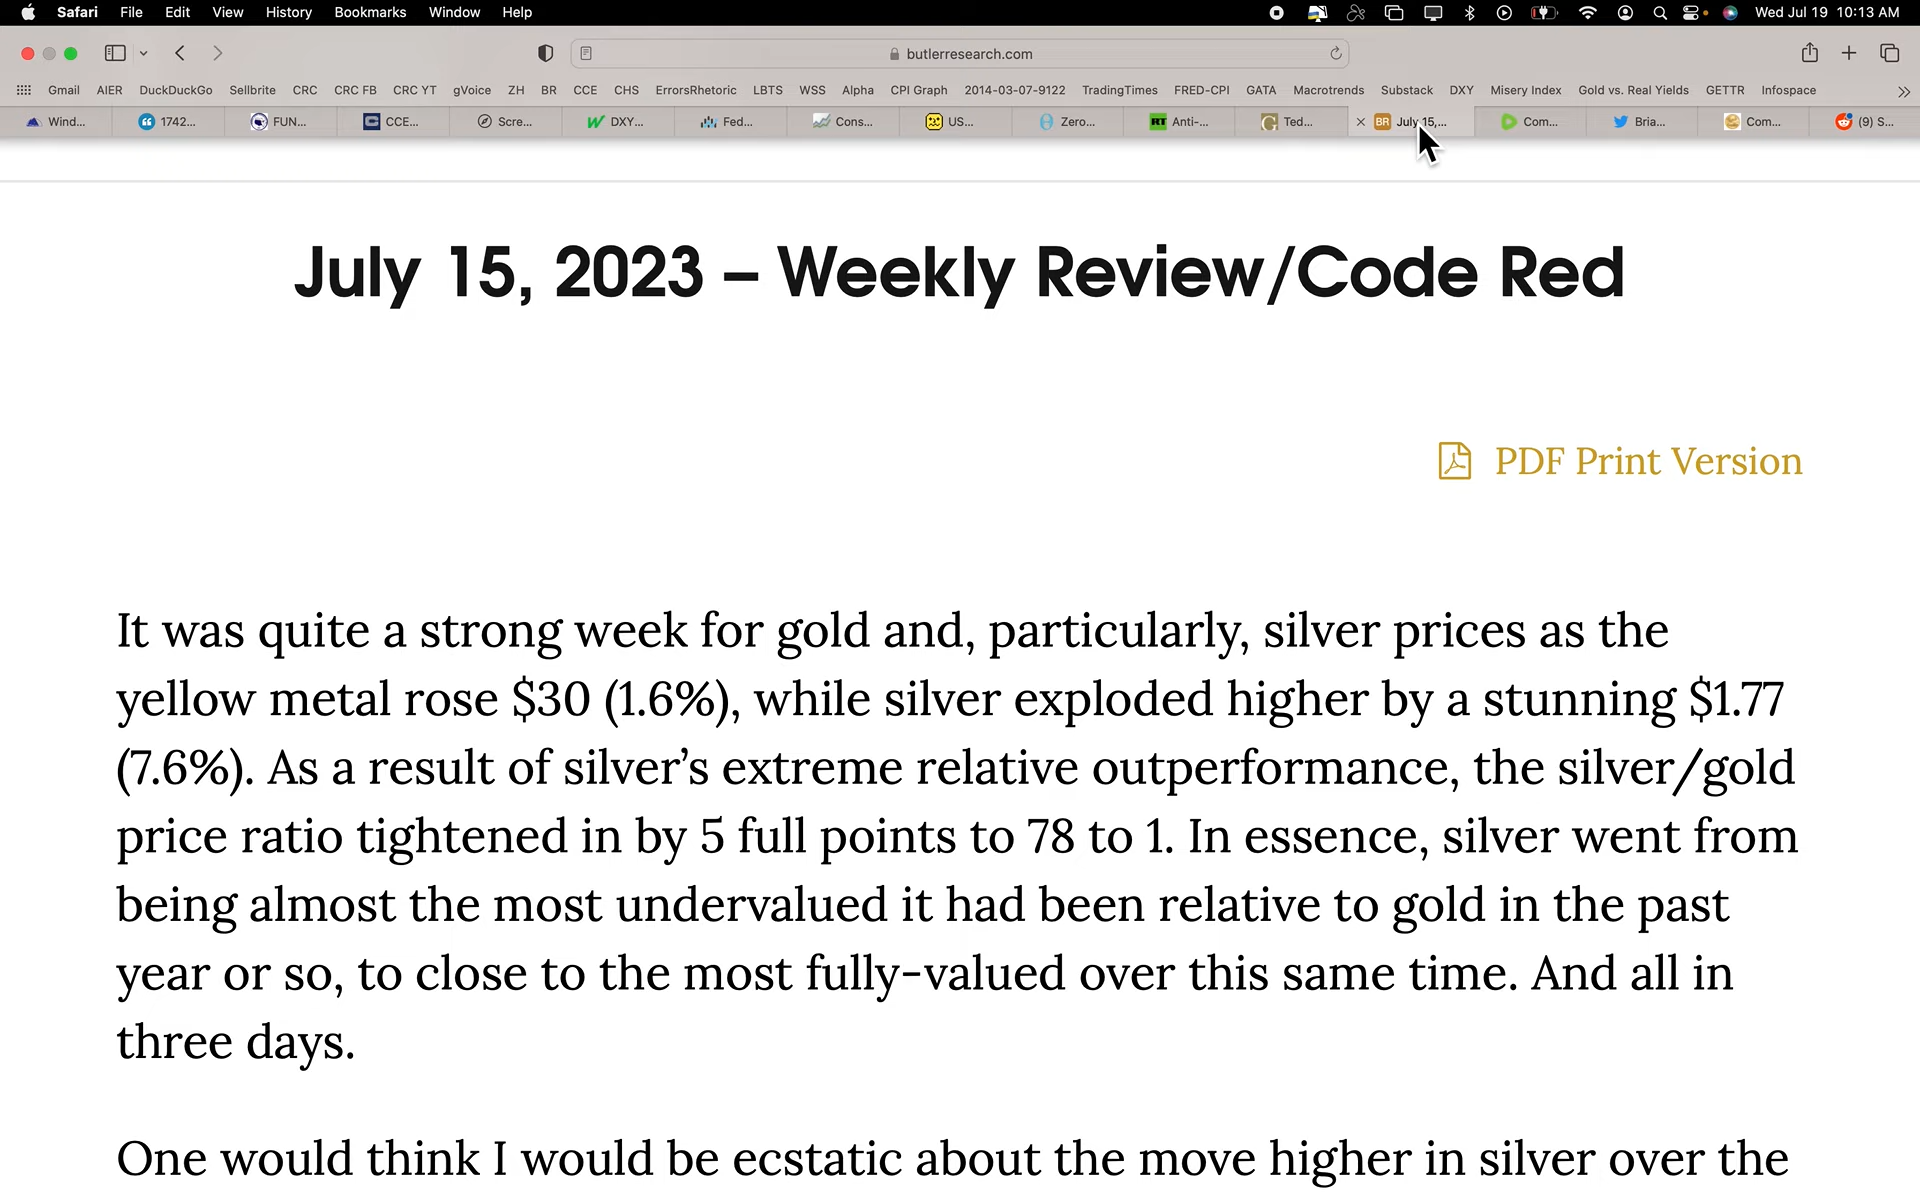 Safari File Edit View History Bookmarks Window Help Wed Jul 19 10:13 AM
butlerresearch.com
Gmail AIER DuckDuckGo Sellbrite CRC CRC FB CRC YT gVoice ZH BR CCE CHS ErrorsRhetoric LBTS WSS Alpha CPI Graph 2014-03-07-9122 TradingTimes FRED-CPI GATA Macrotrends Substack DXY Misery Index Gold vs. Real Yields GETTR Infospace
Wind... 1742... FUN... CCE... Scre... DXY... Fed... Cons... US... Zero... RT Anti-... Ted... BR July 15,... Com... Bria... Com... (9) S...
July 15, 2023 – Weekly Review/Code Red
PDF Print Version
It was quite a strong week for gold and, particularly, silver prices as the
yellow metal rose $30 (1.6%), while silver exploded higher by a stunning $1.77
(7.6%). As a result of silver’s extreme relative outperformance, the silver/gold
price ratio tightened in by 5 full points to 78 to 1. In essence, silver went from
being almost the most undervalued it had been relative to gold in the past
year or so, to close to the most fully-valued over this same time. And all in
three days.
One would think I would be ecstatic about the move higher in silver over the